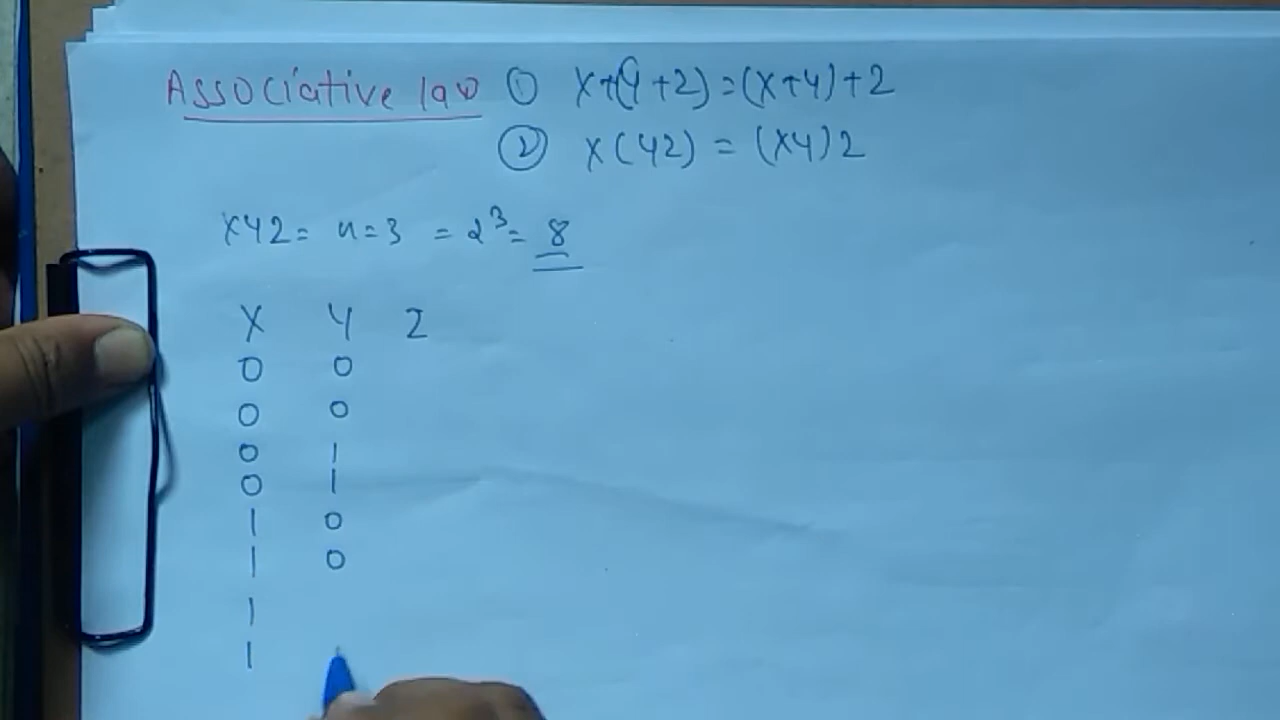 Associative law ① X+(Y+Z)=(X+Y)+Z
② X(YZ) = (XY)Z
XYZ= n=3 = 2³= 8
X Y Z
0 0
0 0
0 1
0 1
1 0
1 0
1
1